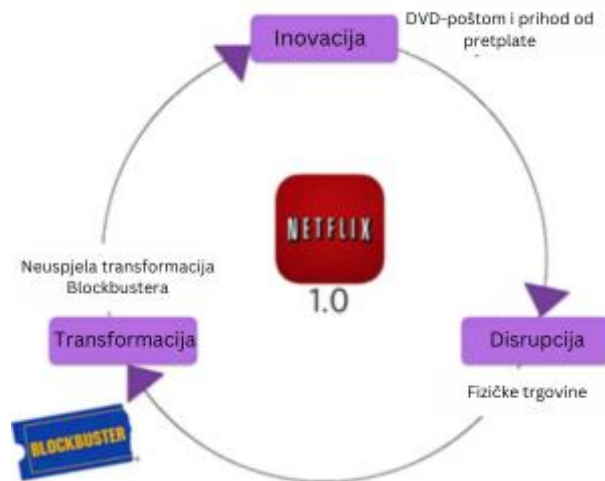 Inovacija
DVD-poštom i prihod od
pretplate
NETFLIX
1.0
Neuspjela transformacija
Blockbustera
Transformacija
Disrupcija
Fizičke trgovine
BLOCKBUSTER